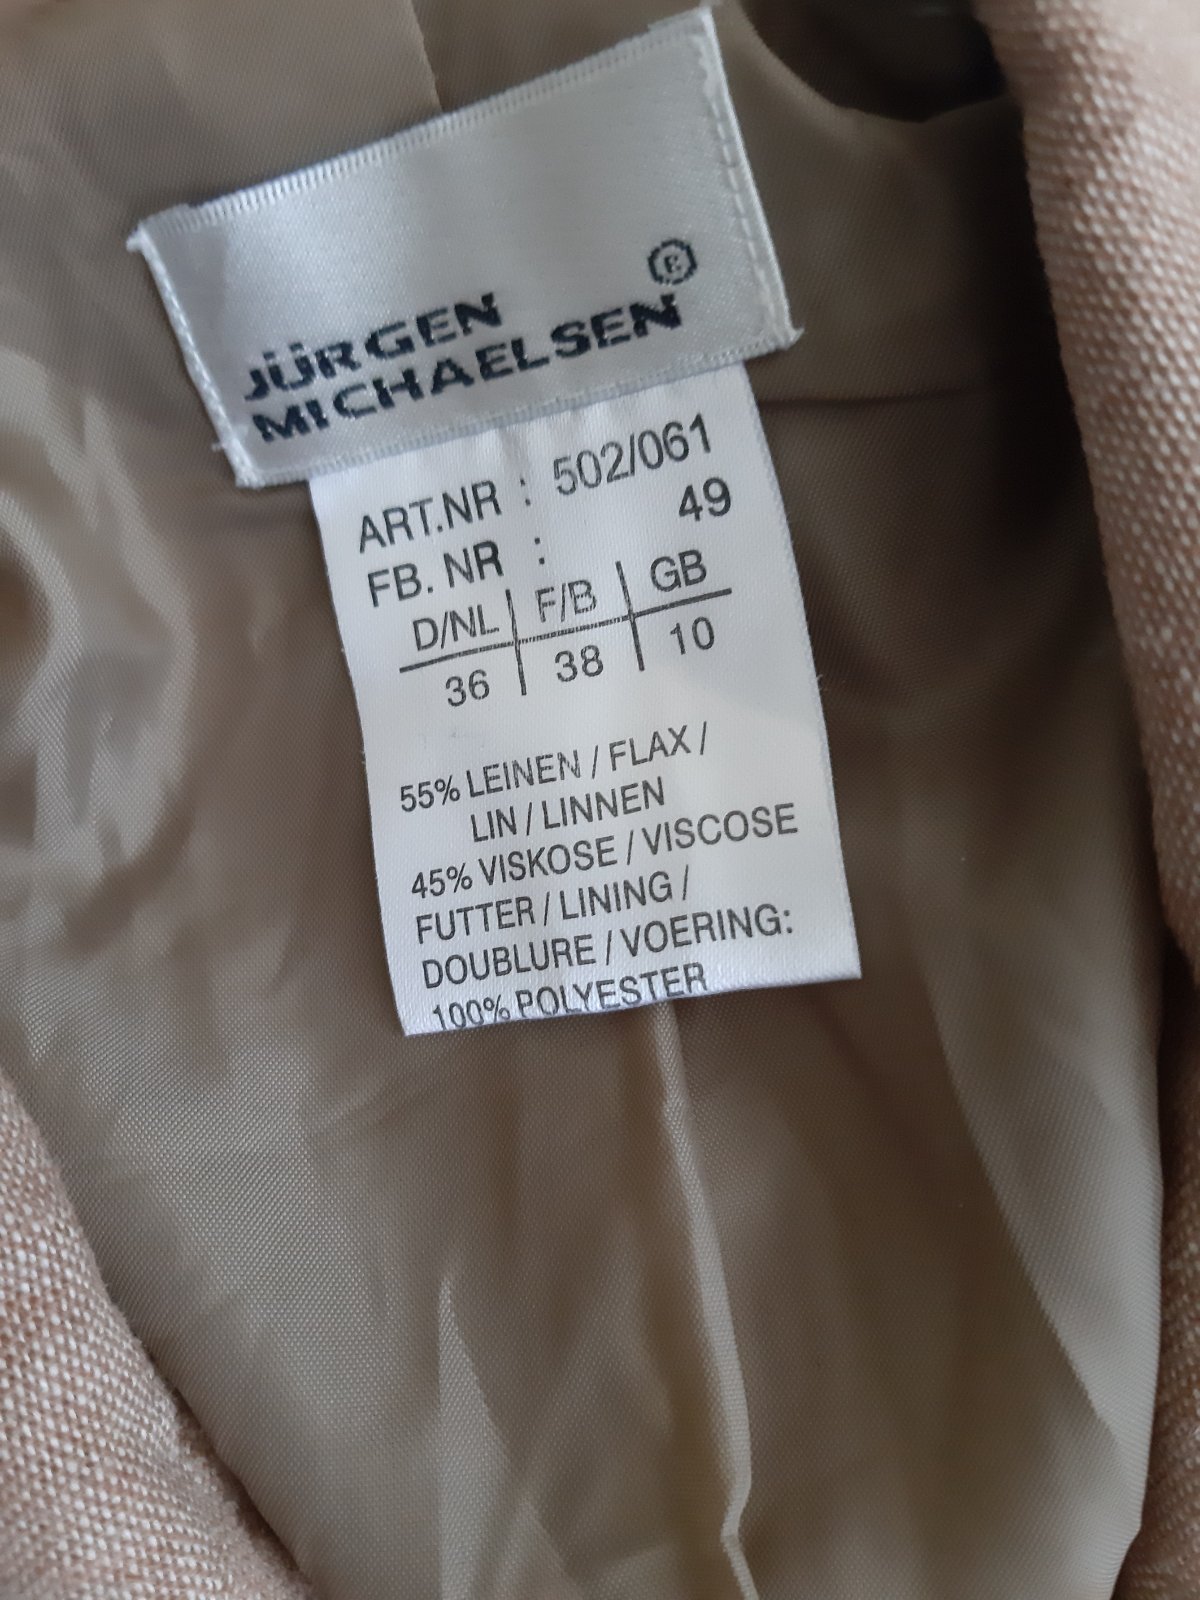 JÜRGEN
MICHAELSEN®
ART.NR : 502/061
FB. NR : 49
D/NL | F/B | GB
36 | 38 | 10
55% LEINEN / FLAX /
LIN / LINNEN
45% VISKOSE / VISCOSE
FUTTER / LINING /
DOUBLURE / VOERING:
100% POLYESTER